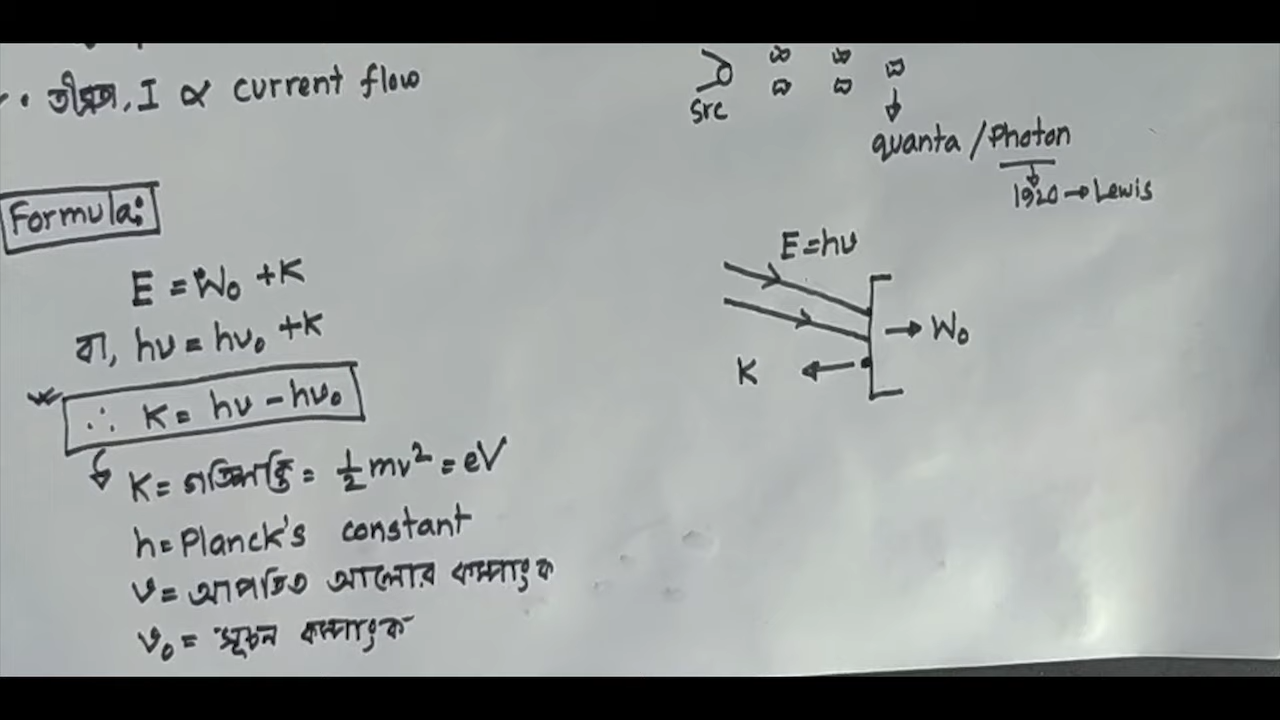 • তীব্রতা, I ∝ current flow
Src
quanta / Photon
1920 → Lewis
Formula:
E = W₀ + K
বা, hν = hν₀ + K
∴ K = hν - hν₀
K = গতিশক্তি = ½mv² = eV
h = Planck's constant
ν = আপতিত আলোর কম্পাংক
ν₀ = সূচন কম্পাংক
E = hν
→ W₀
K ←